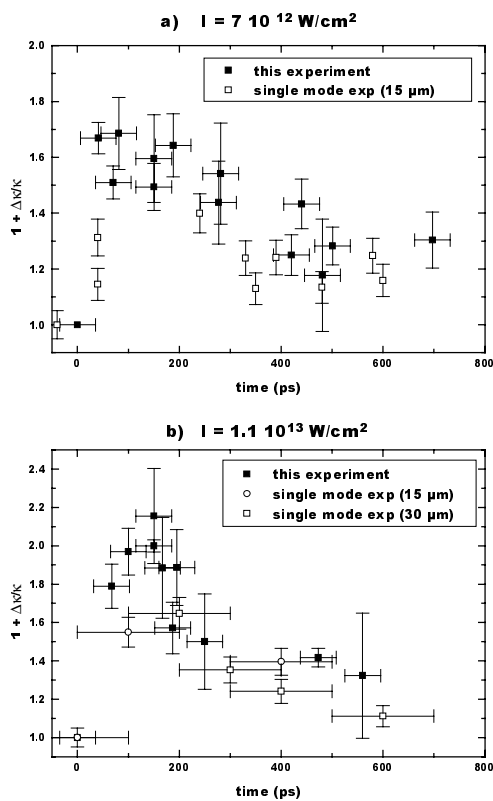 a) I = 7 10 12 W/cm2
2.0
1.8
1.6
1.4
1.2
1.0
1 + Δκ/κ
this experiment
single mode exp (15 µm)
0 200 400 600 800
time (ps)
b) I = 1.1 10 13 W/cm2
2.4
2.2
2.0
1.8
1.6
1.4
1.2
1.0
1 + Δκ/κ
this experiment
single mode exp (15 µm)
single mode exp (30 µm)
0 200 400 600 800
time (ps)